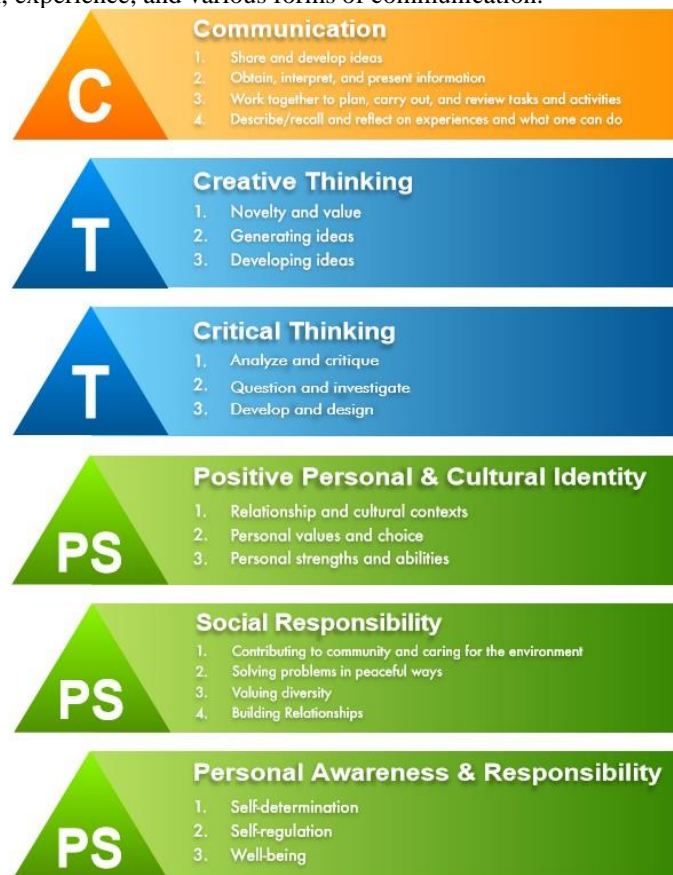 experience, and various forms of communication.
C
Communication
1. Share and develop ideas
2. Obtain, interpret, and present information
3. Work together to plan, carry out, and review tasks and activities
4. Describe/recall and reflect on experiences and what one can do
T
Creative Thinking
1. Novelty and value
2. Generating ideas
3. Developing ideas
T
Critical Thinking
1. Analyze and critique
2. Question and investigate
3. Develop and design
PS
Positive Personal & Cultural Identity
1. Relationship and cultural contexts
2. Personal values and choice
3. Personal strengths and abilities
PS
Social Responsibility
1. Contributing to community and caring for the environment
2. Solving problems in peaceful ways
3. Valuing diversity
4. Building Relationships
PS
Personal Awareness & Responsibility
1. Self-determination
2. Self-regulation
3. Well-being